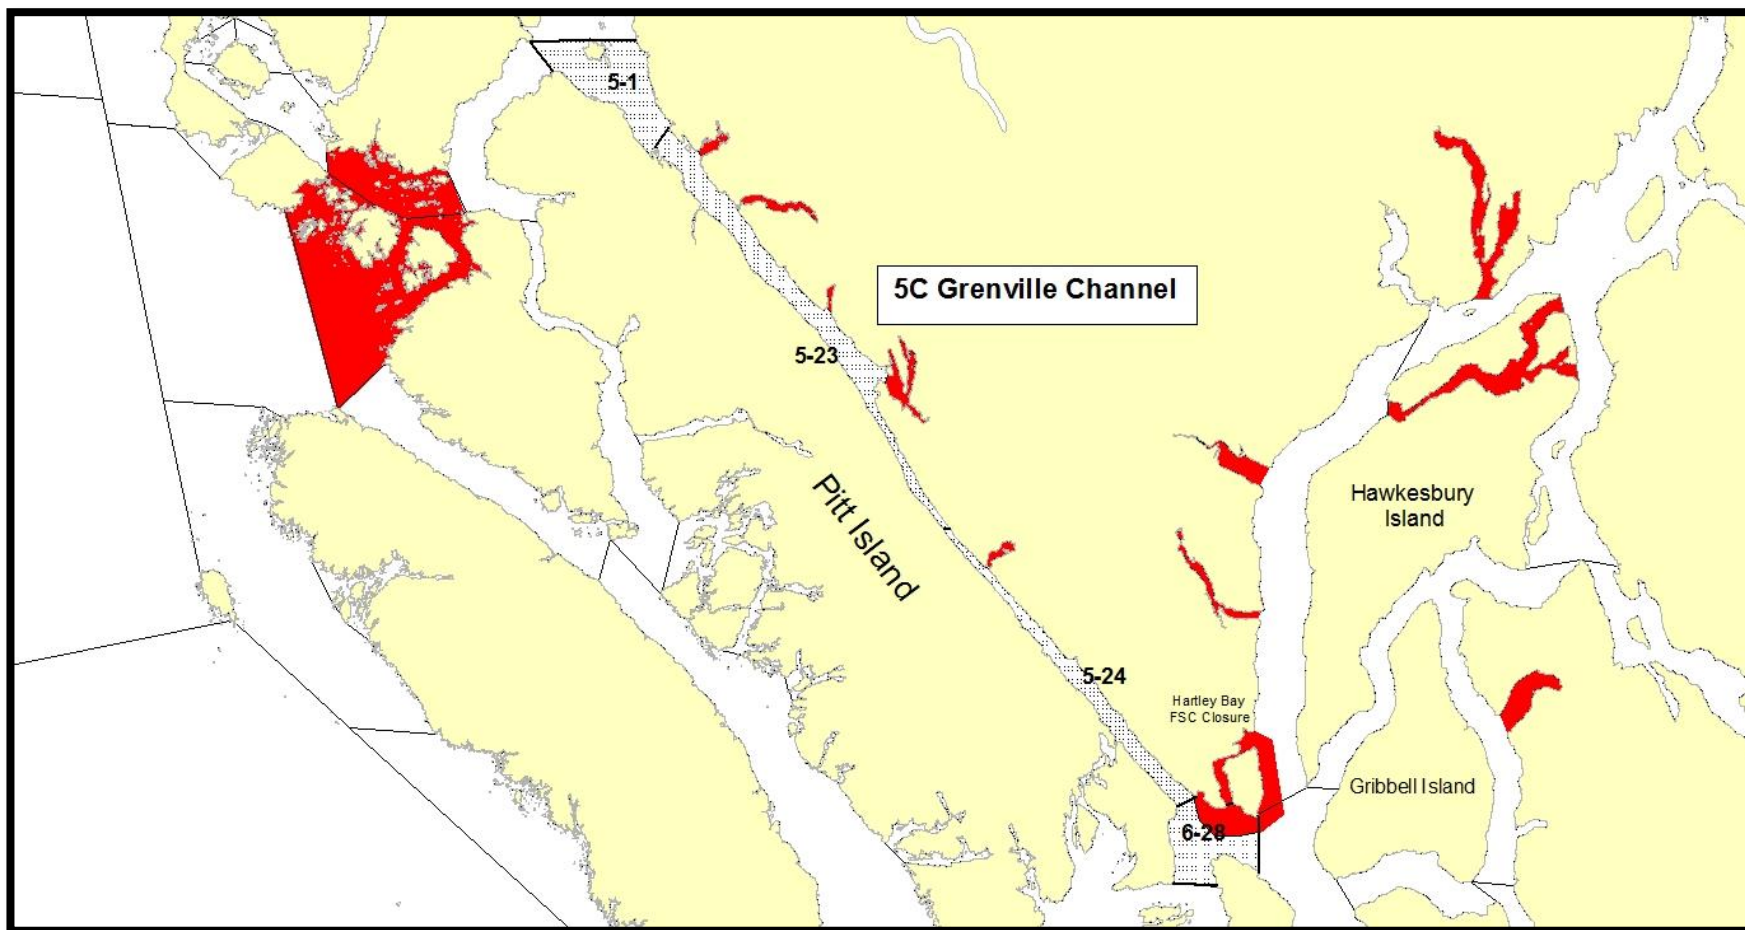 5-1
5C Grenville Channel
5-23
Pitt Island
Hawkesbury
Island
5-24
Hartley Bay
FSC Closure
Gribbell Island
6-28